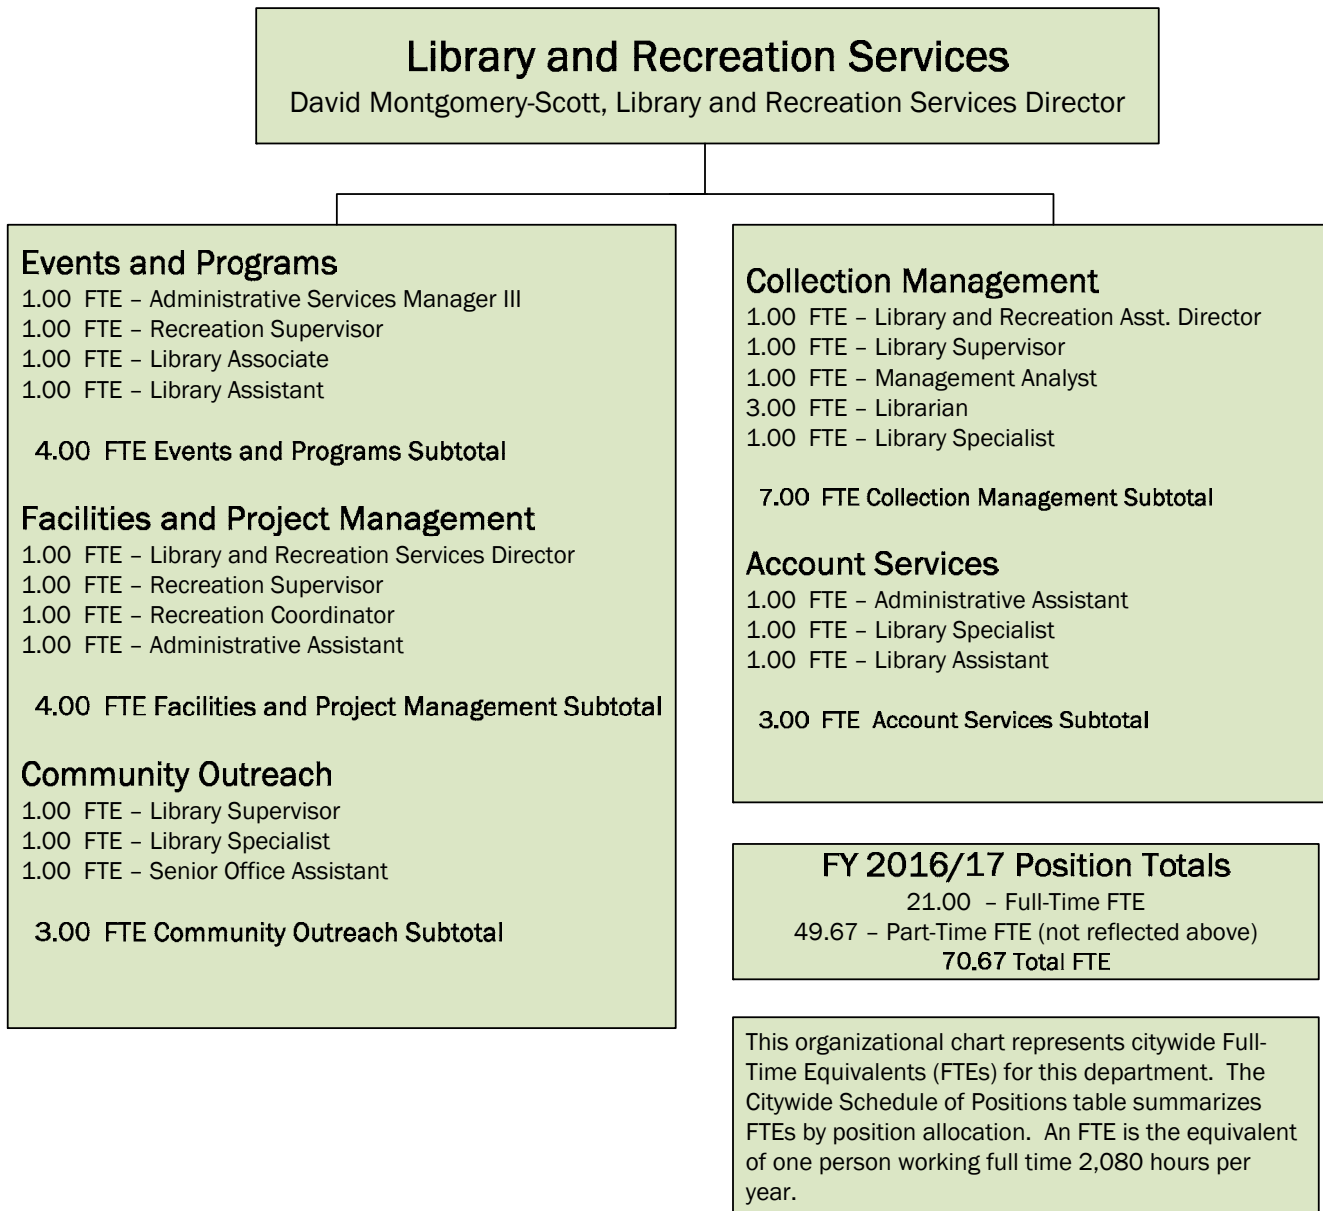 Library and Recreation Services
David Montgomery-Scott, Library and Recreation Services Director
Events and Programs
1.00 FTE – Administrative Services Manager III
1.00 FTE – Recreation Supervisor
1.00 FTE – Library Associate
1.00 FTE – Library Assistant
4.00 FTE Events and Programs Subtotal
Facilities and Project Management
1.00 FTE – Library and Recreation Services Director
1.00 FTE – Recreation Supervisor
1.00 FTE – Recreation Coordinator
1.00 FTE – Administrative Assistant
4.00 FTE Facilities and Project Management Subtotal
Community Outreach
1.00 FTE – Library Supervisor
1.00 FTE – Library Specialist
1.00 FTE – Senior Office Assistant
3.00 FTE Community Outreach Subtotal
Collection Management
1.00 FTE – Library and Recreation Asst. Director
1.00 FTE – Library Supervisor
1.00 FTE – Management Analyst
3.00 FTE – Librarian
1.00 FTE – Library Specialist
7.00 FTE Collection Management Subtotal
Account Services
1.00 FTE – Administrative Assistant
1.00 FTE – Library Specialist
1.00 FTE – Library Assistant
3.00 FTE Account Services Subtotal
FY 2016/17 Position Totals
21.00 – Full-Time FTE
49.67 – Part-Time FTE (not reflected above)
70.67 Total FTE
This organizational chart represents citywide Full-
Time Equivalents (FTEs) for this department. The
Citywide Schedule of Positions table summarizes
FTEs by position allocation. An FTE is the equivalent
of one person working full time 2,080 hours per
year.